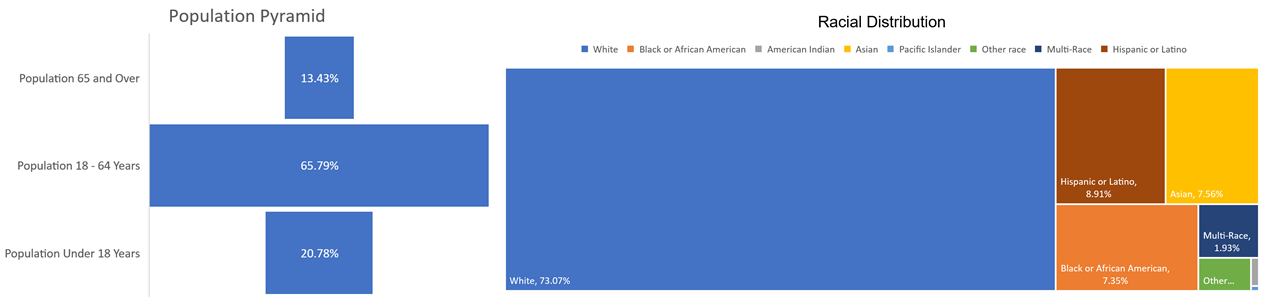 Population Pyramid
Population 65 and Over
13.43%
Population 18 - 64 Years
65.79%
Population Under 18 Years
20.78%
Racial Distribution
White Black or African American American Indian Asian Pacific Islander Other race Multi-Race Hispanic or Latino
White, 73.07%
Hispanic or Latino,
8.91%
Asian, 7.56%
Black or African American,
7.35%
Multi-Race,
1.93%
Other...